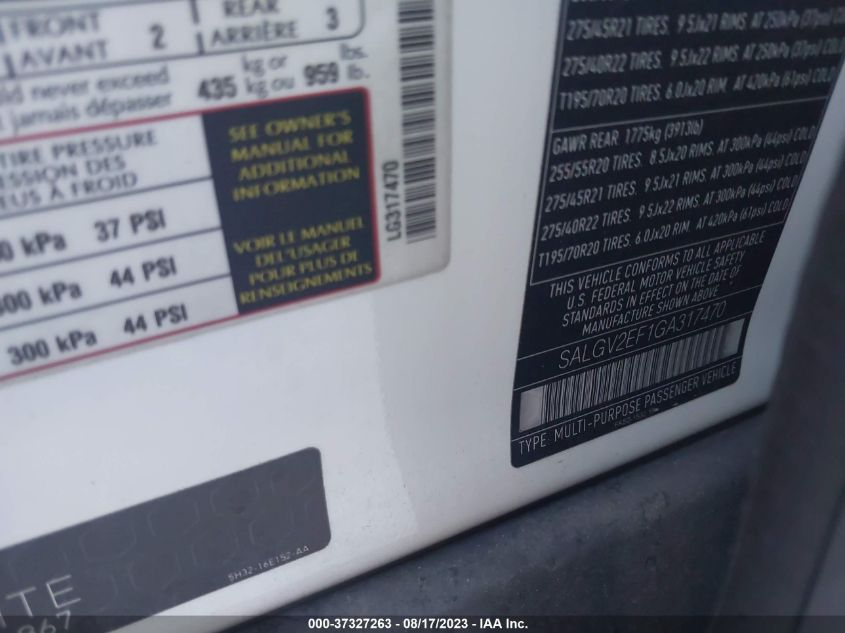 FRONT
AVANT 2
REAR
ARRIÈRE 3
never exceed 435 kg or 959 lbs.
jamais dépasser kg ou lb.
TIRE PRESSURE
DES
À FROID
kPa 37 PSI
kPa 44 PSI
300 kPa 44 PSI
SEE OWNER'S
MANUAL FOR
ADDITIONAL
INFORMATION
VOIR LE MANUEL
DE L'USAGER
POUR PLUS DE
RENSEIGNEMENTS
LG317470
275/45R21 TIRES. 9.5Jx21 RIMS. AT 250kPa (37psi) COLD
275/40R22 TIRES. 9.5Jx22 RIMS. AT 250kPa (37psi) COLD
T195/70R20 TIRES. 6.0Jx20 RIM. AT 420kPa (61psi) COLD
GAWR REAR 1775kg (3913lb)
255/55R20 TIRES. 8.5Jx20 RIMS. AT 300kPa (44psi) COLD
275/45R21 TIRES. 9.5Jx21 RIMS. AT 300kPa (44psi) COLD
275/40R22 TIRES. 9.5Jx22 RIMS. AT 300kPa (44psi) COLD
T195/70R20 TIRES. 6.0Jx20 RIM. AT 420kPa (61psi) COLD
THIS VEHICLE CONFORMS TO ALL APPLICABLE
U.S. FEDERAL MOTOR VEHICLE SAFETY
STANDARDS IN EFFECT ON THE DATE OF
MANUFACTURE SHOWN ABOVE.
SALGV2EF1GA317470
TYPE: MULTI-PURPOSE PASSENGER VEHICLE
5H32-16E152-AA
000-37327263 - 08/17/2023 - IAA Inc.